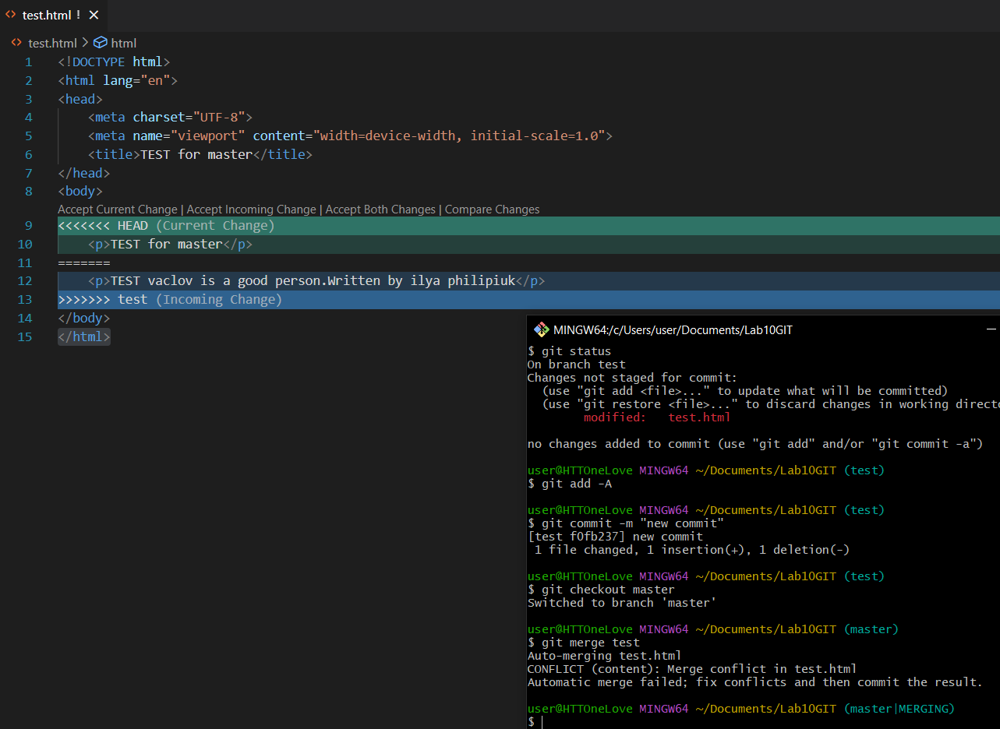 test.html !
test.html > html
1 <!DOCTYPE html>
2 <html lang="en">
3 <head>
4 <meta charset="UTF-8">
5 <meta name="viewport" content="width=device-width, initial-scale=1.0">
6 <title>TEST for master</title>
7 </head>
8 <body>
Accept Current Change | Accept Incoming Change | Accept Both Changes | Compare Changes
9 <<<<<<< HEAD (Current Change)
10 <p>TEST for master</p>
11 =======
12 <p>TEST vaclov is a good person.Written by ilya philipiuk</p>
13 >>>>>>> test (Incoming Change)
14 </body>
15 </html>
MINGW64:/c/Users/user/Documents/Lab10GIT
$ git status
On branch test
Changes not staged for commit:
(use "git add <file>..." to update what will be committed)
(use "git restore <file>..." to discard changes in working directo
modified: test.html
no changes added to commit (use "git add" and/or "git commit -a")
user@HTTOneLove MINGW64 ~/Documents/Lab10GIT (test)
$ git add -A
user@HTTOneLove MINGW64 ~/Documents/Lab10GIT (test)
$ git commit -m "new commit"
[test f0fb237] new commit
1 file changed, 1 insertion(+), 1 deletion(-)
user@HTTOneLove MINGW64 ~/Documents/Lab10GIT (test)
$ git checkout master
Switched to branch 'master'
user@HTTOneLove MINGW64 ~/Documents/Lab10GIT (master)
$ git merge test
Auto-merging test.html
CONFLICT (content): Merge conflict in test.html
Automatic merge failed; fix conflicts and then commit the result.
user@HTTOneLove MINGW64 ~/Documents/Lab10GIT (master|MERGING)
$